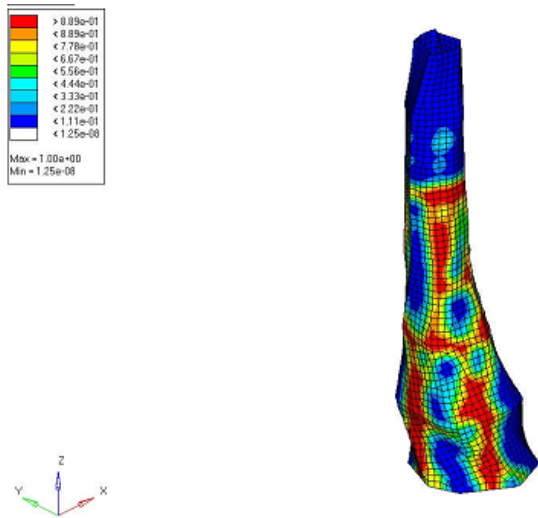 > 8.89e-01
< 8.89e-01
< 7.78e-01
< 6.67e-01
< 5.56e-01
< 4.44e-01
< 3.33e-01
< 2.22e-01
< 1.11e-01
< 1.25e-08
Max = 1.00e+00
Min = 1.25e-08
Z
Y
X